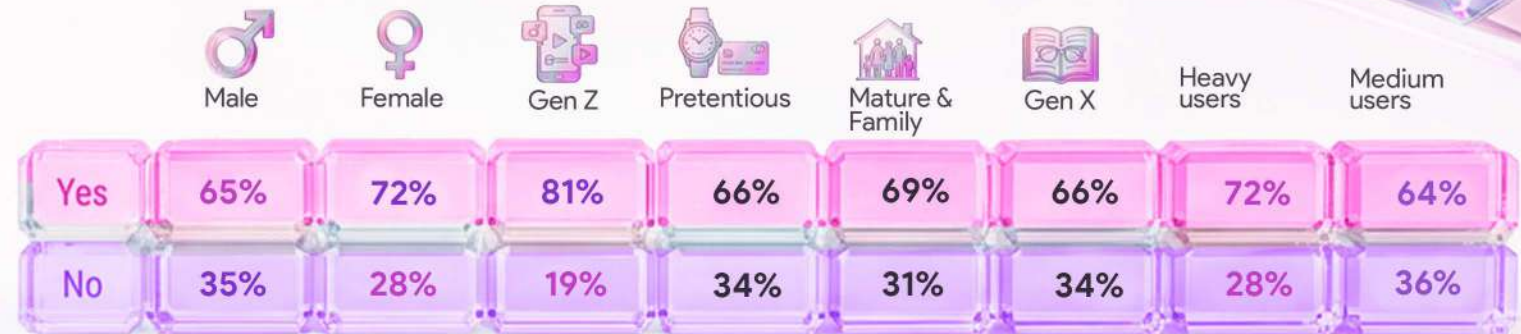 Male Female Gen Z Pretentious Mature & Family Gen X Heavy users Medium users
Yes 65% 72% 81% 66% 69% 66% 72% 64%
No 35% 28% 19% 34% 31% 34% 28% 36%